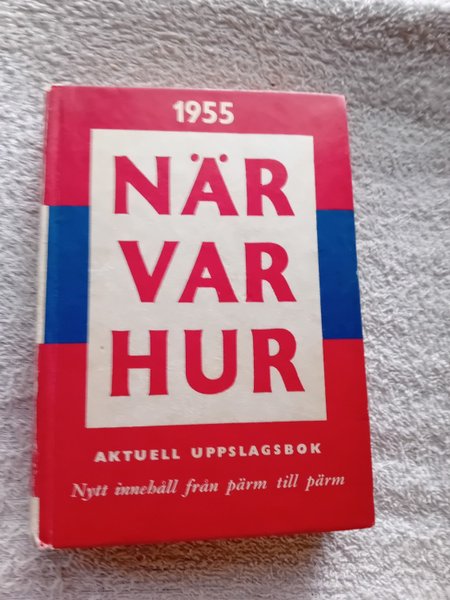 1955
NÄR
VAR
HUR
AKTUELL UPPSLAGSBOK
Nytt innehåll från pärm till pärm